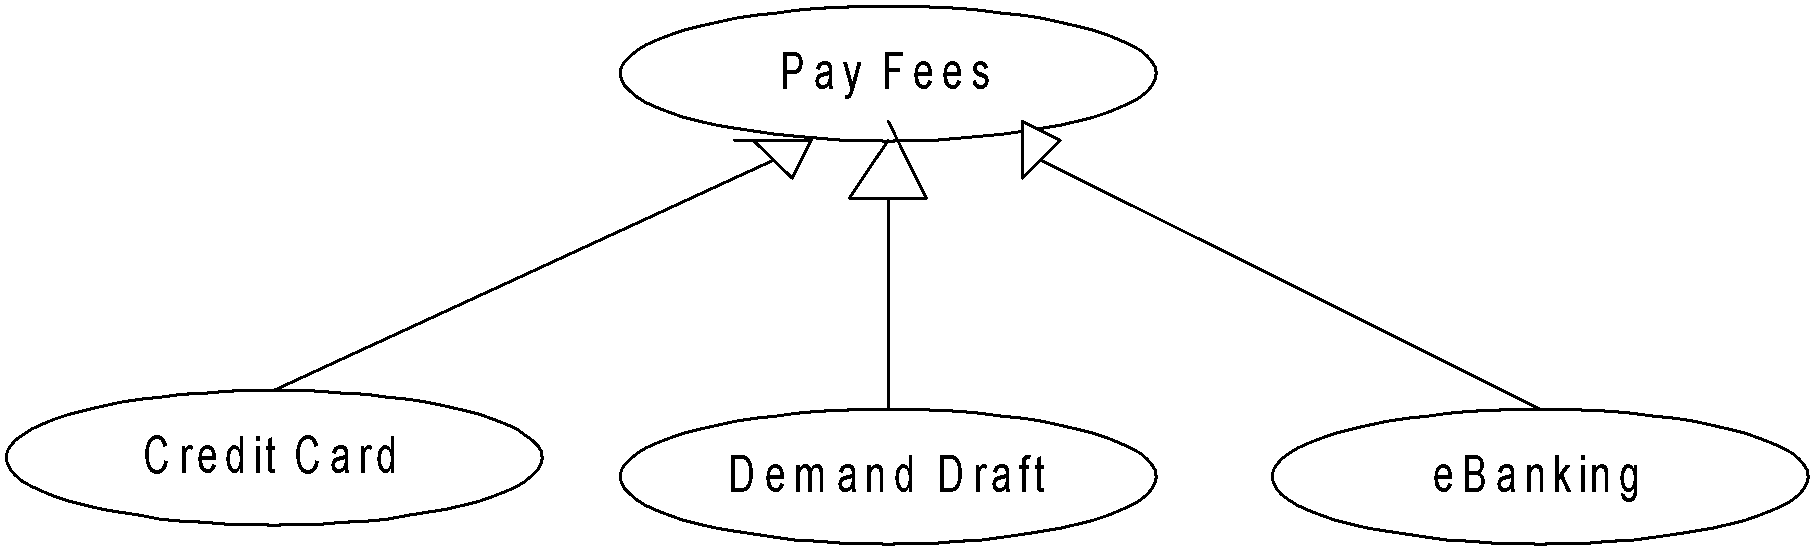 Pay Fees
Credit Card
Demand Draft
eBanking